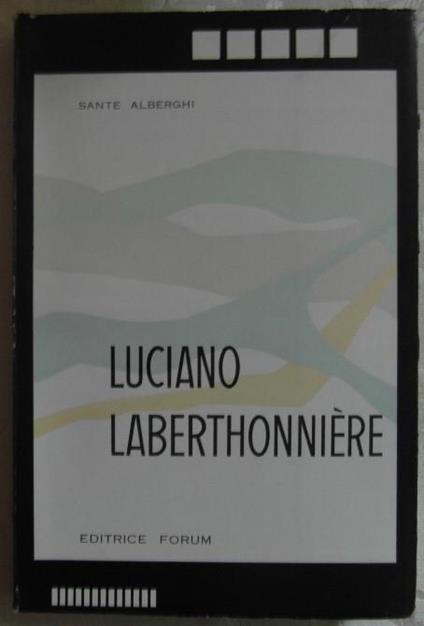 SANTE ALBERGHI
LUCIANO
LABERTHONNIÈRE
EDITRICE FORUM